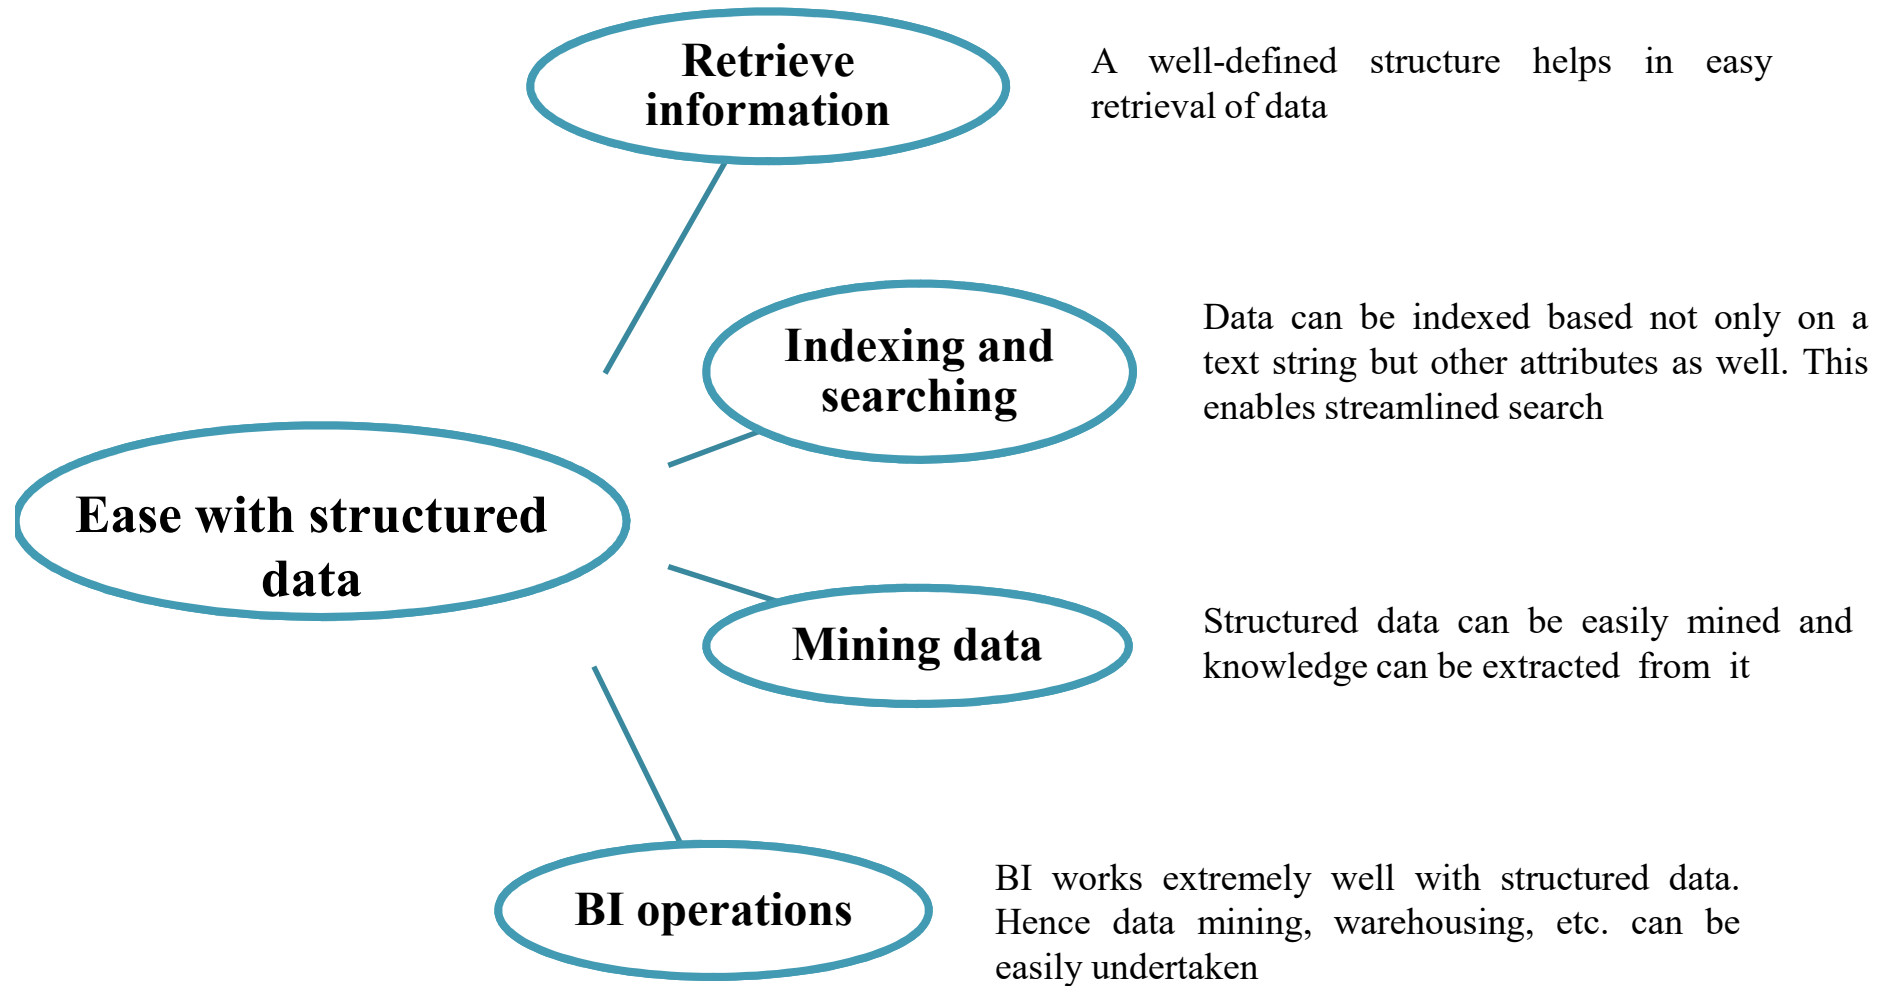 Retrieve
information
A well-defined structure helps in easy
retrieval of data
Indexing and
searching
Data can be indexed based not only on a
text string but other attributes as well. This
enables streamlined search
Ease with structured
data
Mining data
Structured data can be easily mined and
knowledge can be extracted from it
BI operations
BI works extremely well with structured data.
Hence data mining, warehousing, etc. can be
easily undertaken